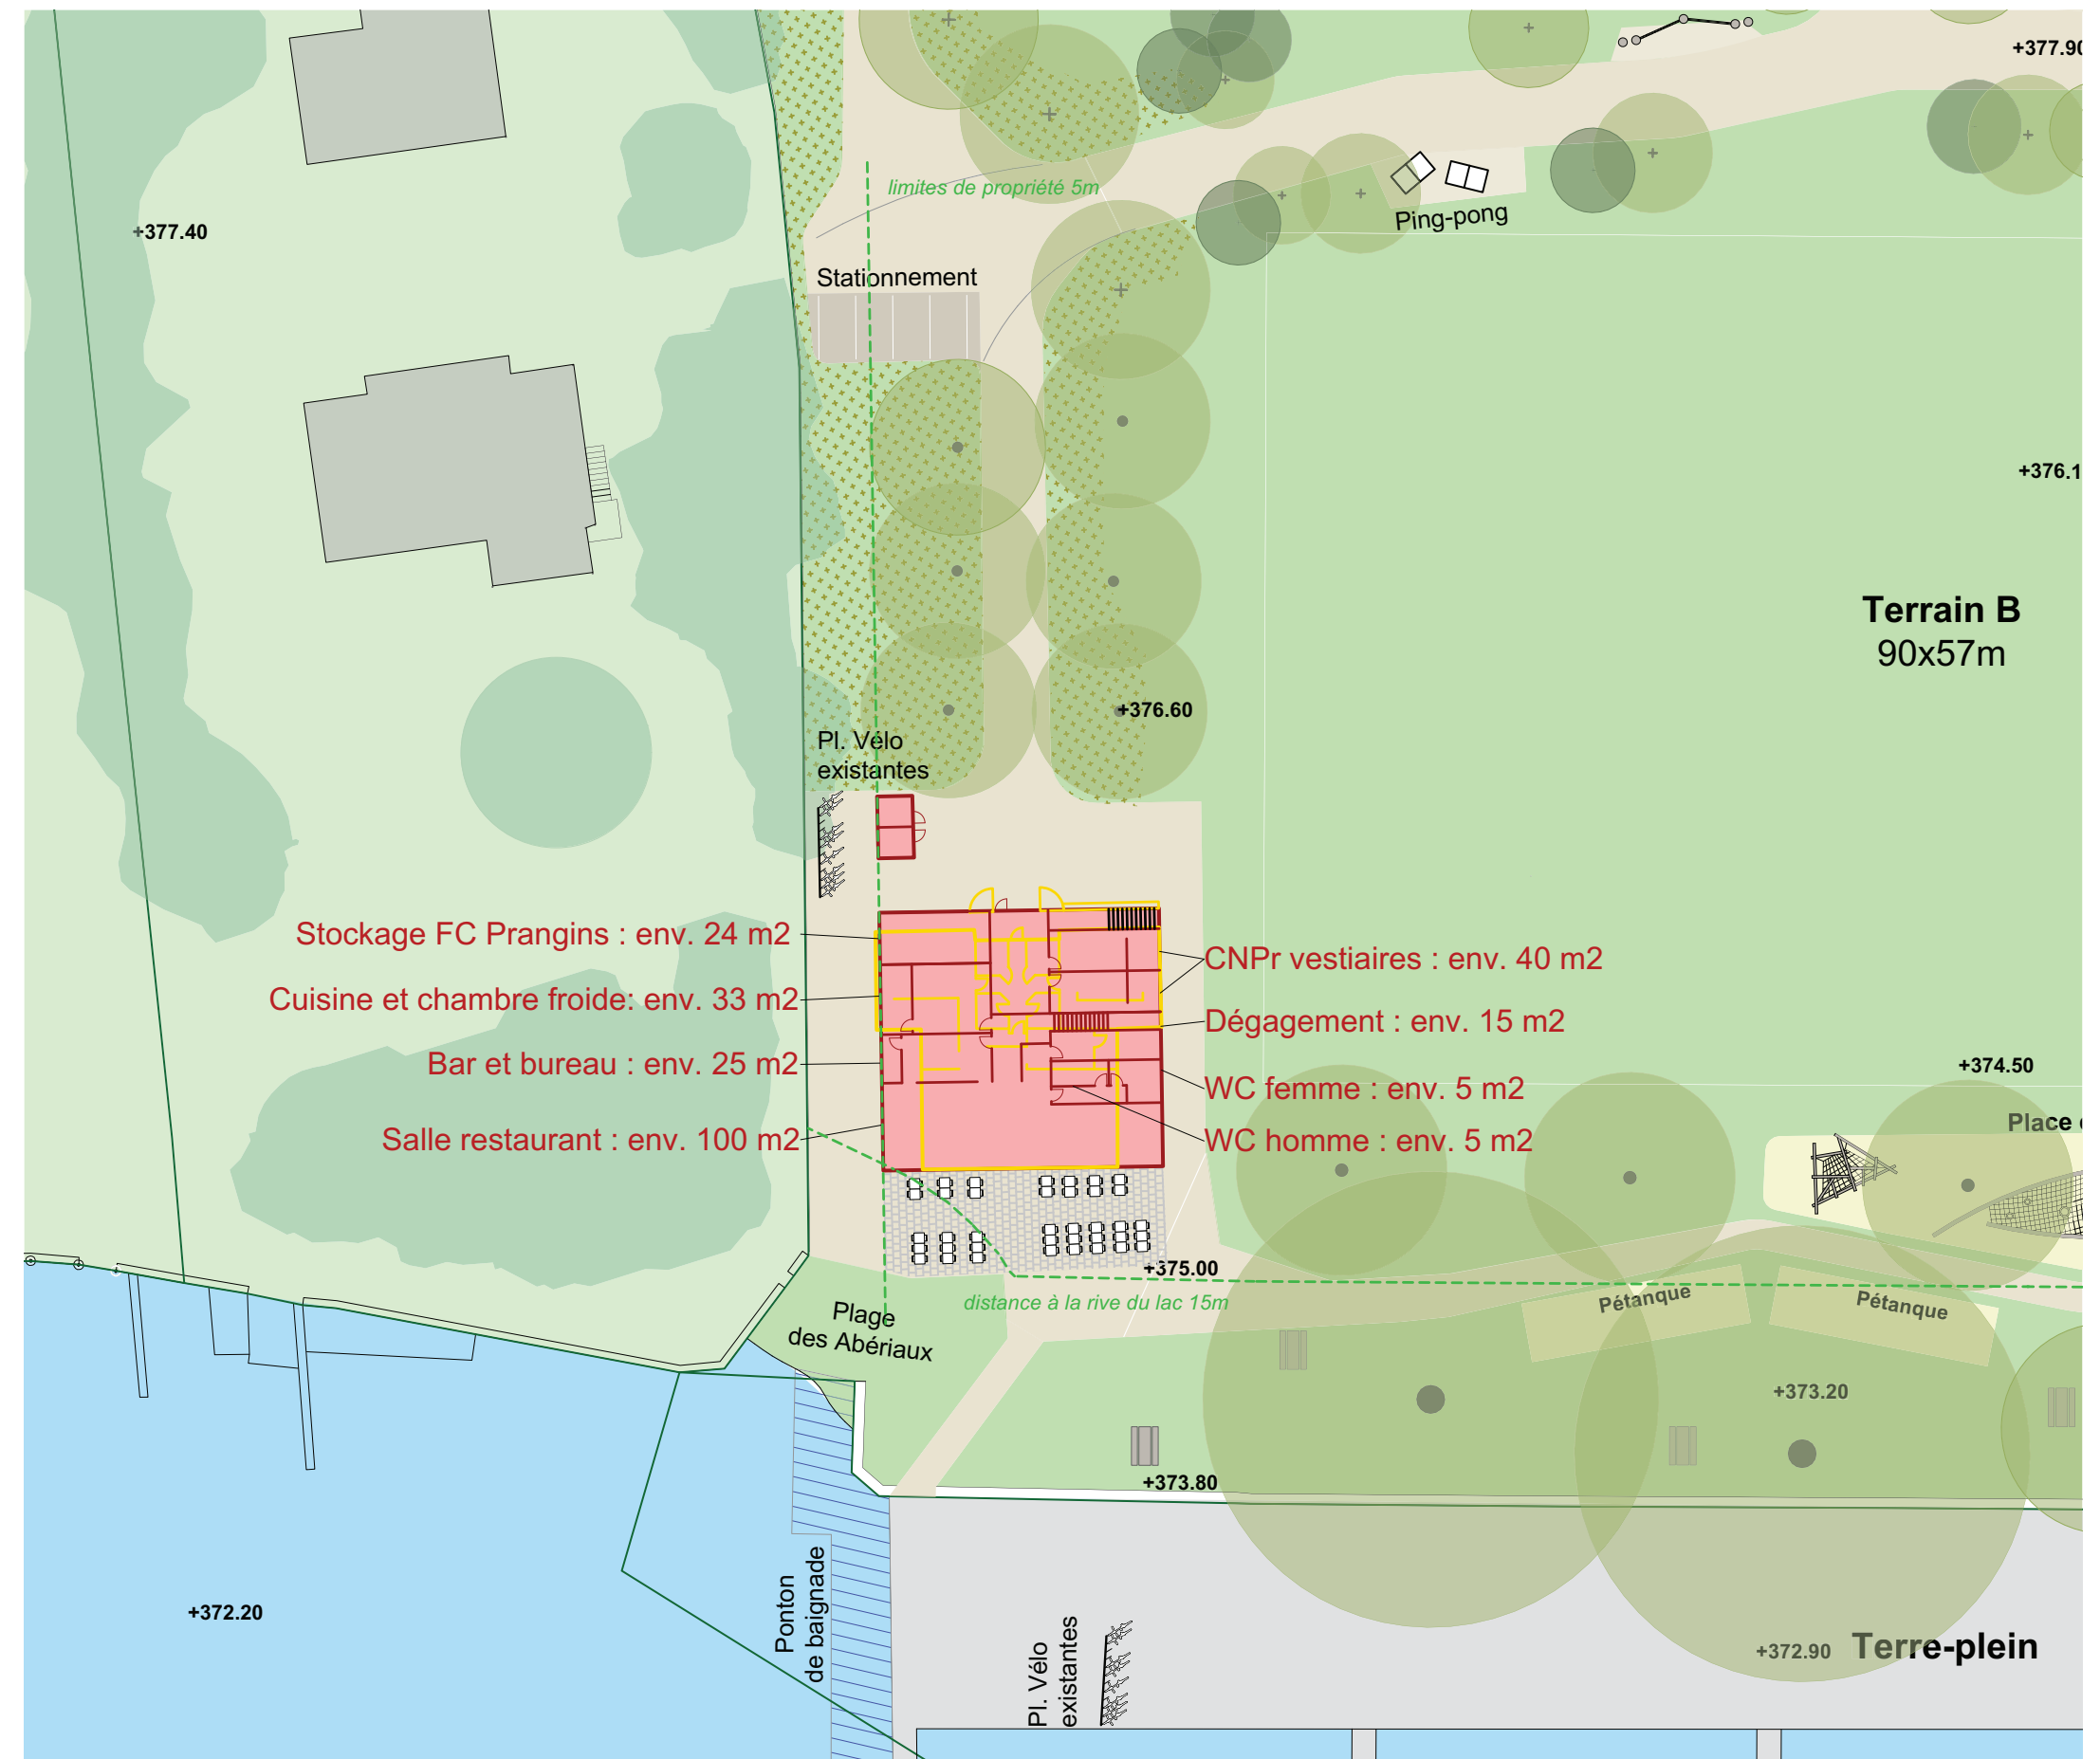 +377.90
limites de propriété 5m
Ping-pong
+377.40
Stationnement
+376.1
Terrain B
90x57m
+376.60
Pl. Vélo
existantes
Stockage FC Prangins : env. 24 m2
Cuisine et chambre froide: env. 33 m2
Bar et bureau : env. 25 m2
Salle restaurant : env. 100 m2
CNPr vestiaires : env. 40 m2
Dégagement : env. 15 m2
WC femme : env. 5 m2
WC homme : env. 5 m2
+374.50
Place
+375.00
distance à la rive du lac 15m
Pétanque
Pétanque
Plage
des Abériaux
+373.20
+373.80
Ponton
de baignade
+372.20
Pl. Vélo
existantes
+372.90
Terre-plein